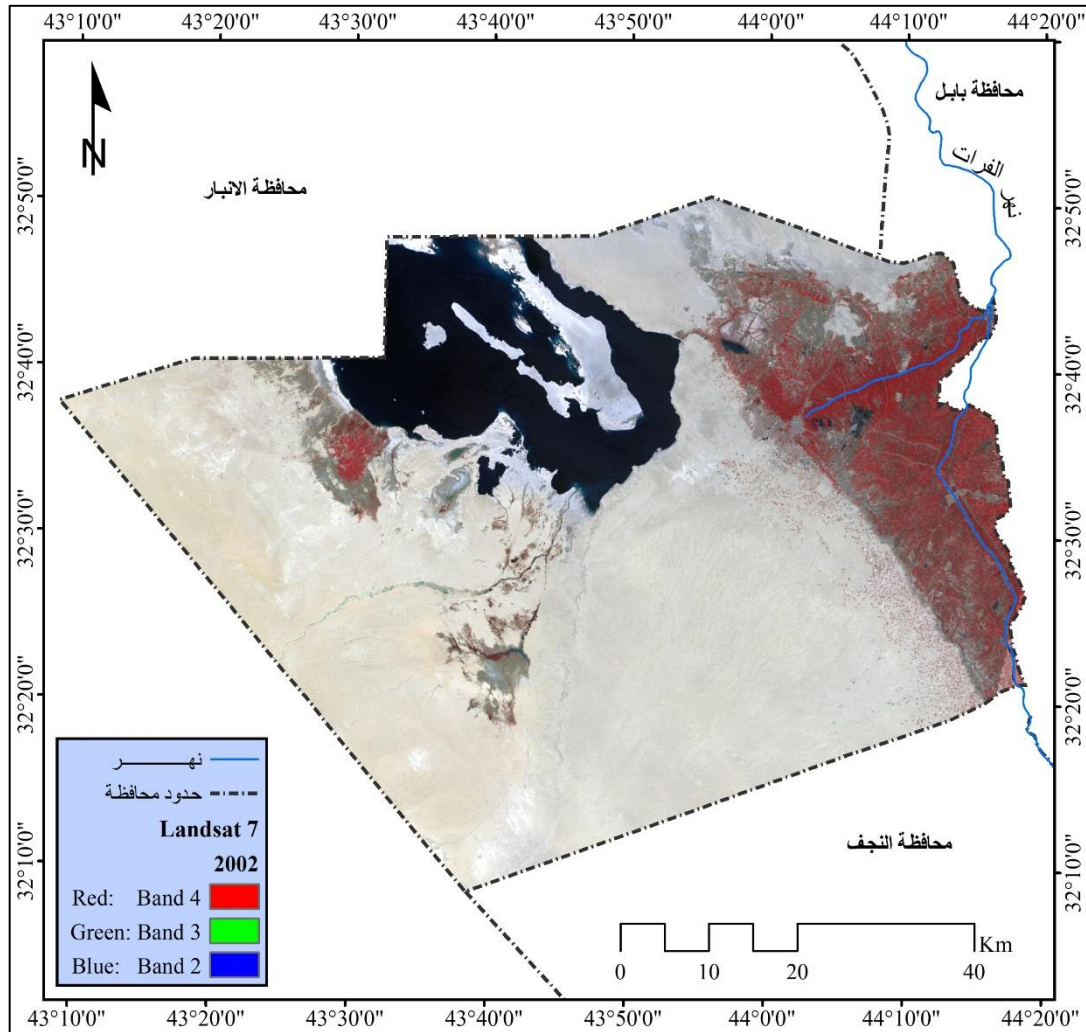 43°10'0"  43°20'0"  43°30'0"  43°40'0"  43°50'0"  44°0'0"  44°10'0"  44°20'0"
محافظة بابل
N
نهر الفرات
محافظة الانبار
32°50'0"  32°50'0"
32°40'0"  32°40'0"
32°30'0"  32°30'0"
32°20'0"  32°20'0"
نهـــــــر
حدود محافظة
Landsat 7
2002
Red: Band 4
Green: Band 3
Blue: Band 2
محافظة النجف
32°10'0"  32°10'0"
Km
0  10  20  40
43°10'0"  43°20'0"  43°30'0"  43°40'0"  43°50'0"  44°0'0"  44°10'0"  44°20'0"